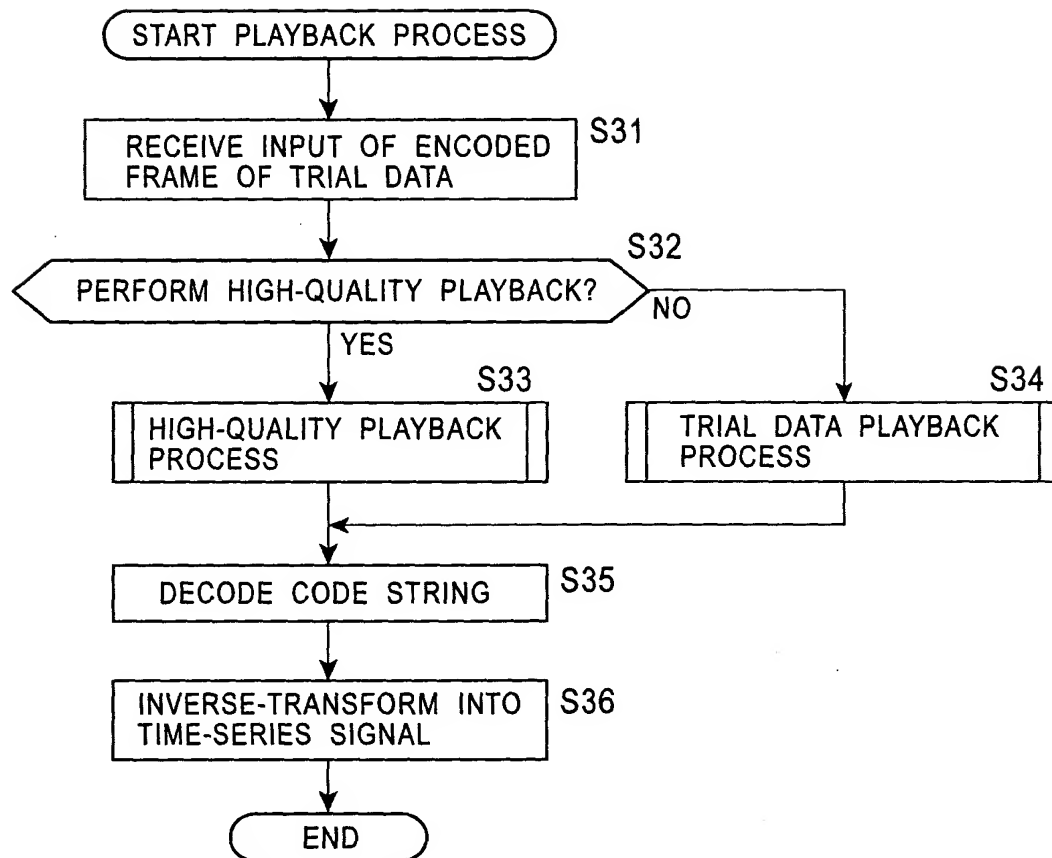 START PLAYBACK PROCESS
S31
RECEIVE INPUT OF ENCODED
FRAME OF TRIAL DATA
S32
PERFORM HIGH-QUALITY PLAYBACK?
NO
YES
S33
HIGH-QUALITY PLAYBACK
PROCESS
S34
TRIAL DATA PLAYBACK
PROCESS
DECODE CODE STRING
S35
INVERSE-TRANSFORM INTO
TIME-SERIES SIGNAL
S36
END